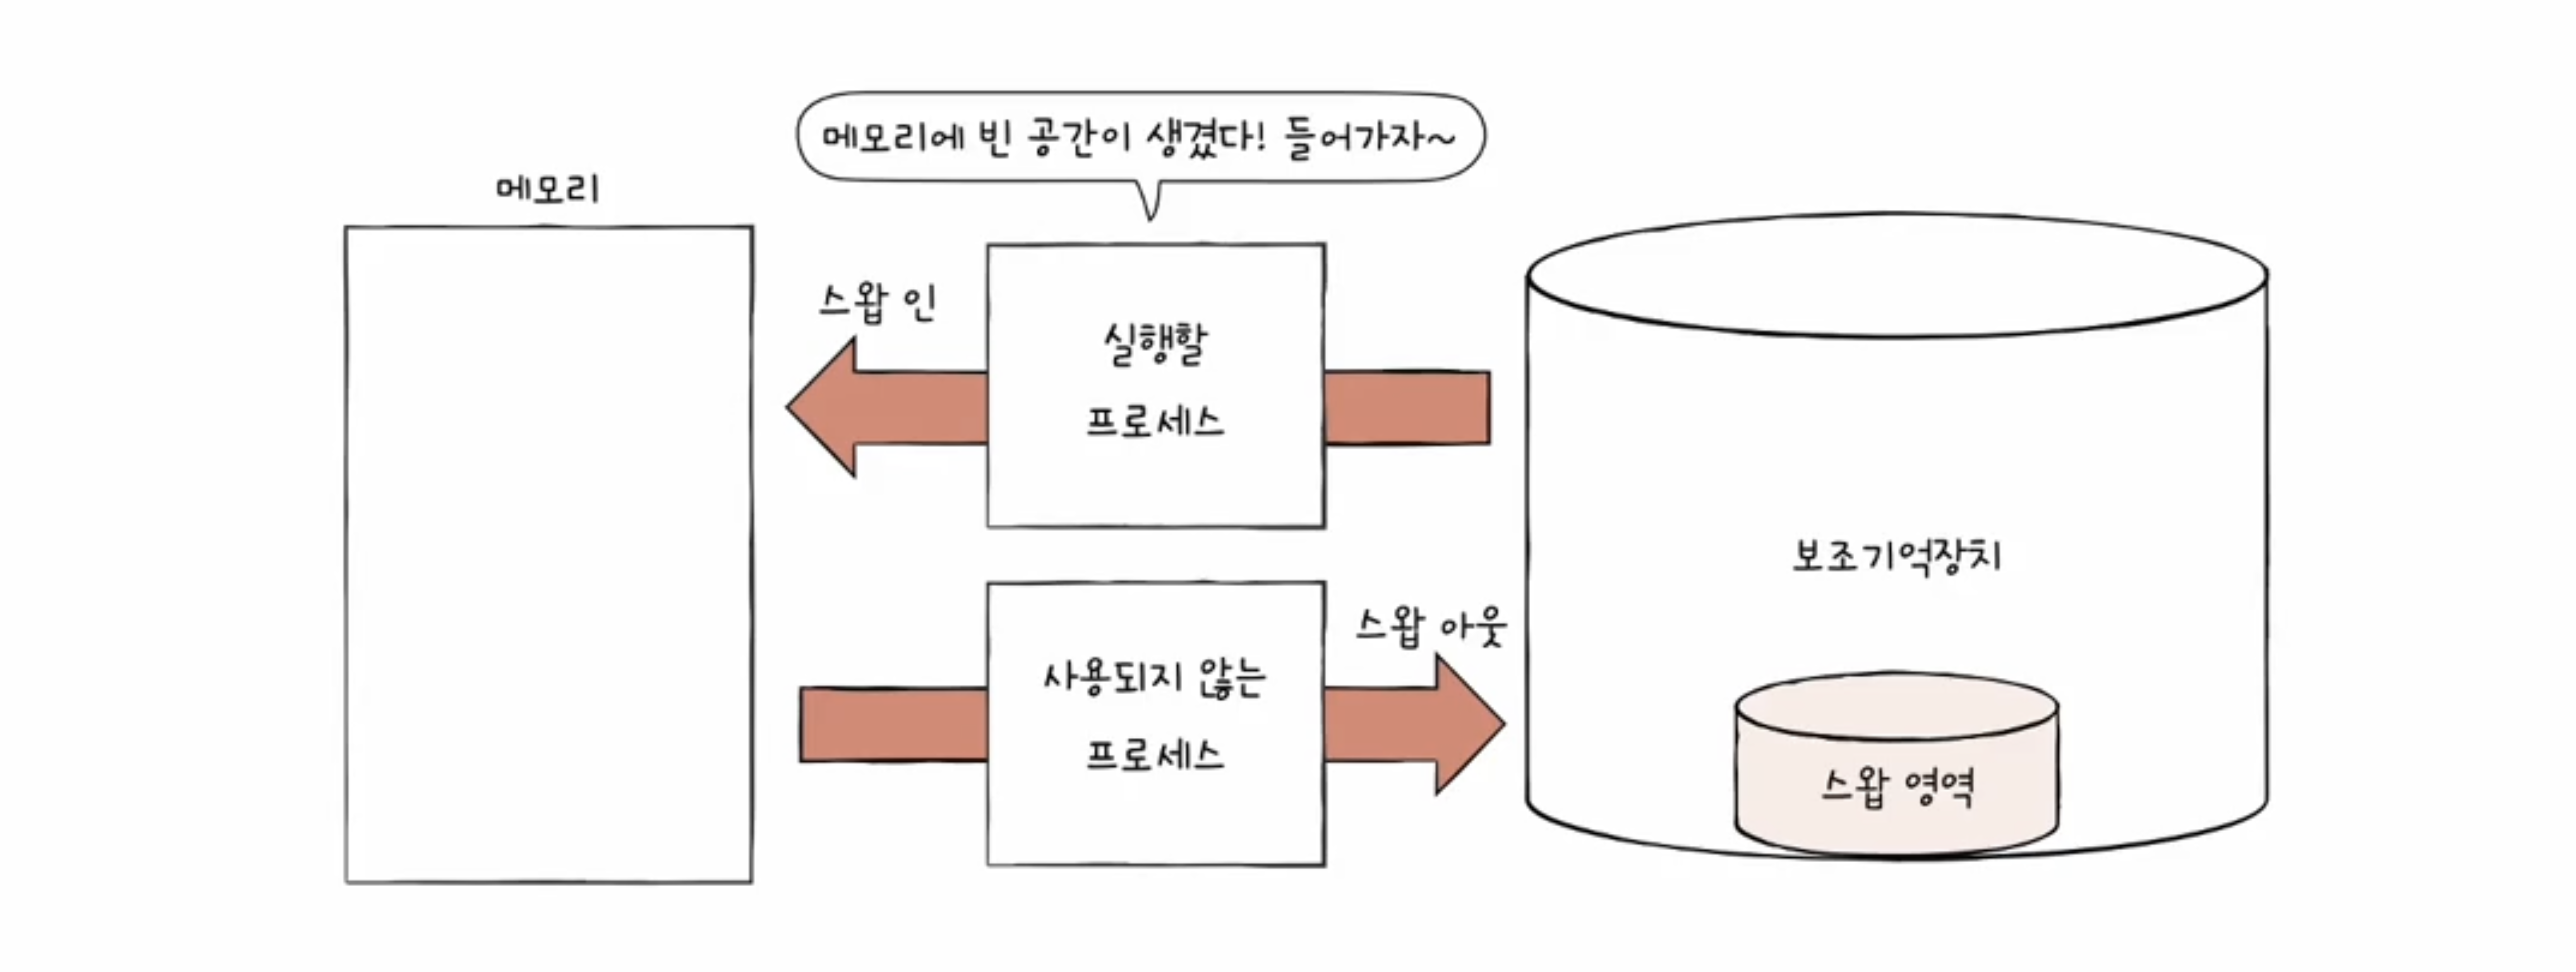 메모리에 빈 공간이 생겼다! 들어가자~
메모리
스왑 인
실행할
프로세스
보조기억장치
스왑 아웃
사용되지 않는
프로세스
스왑 영역